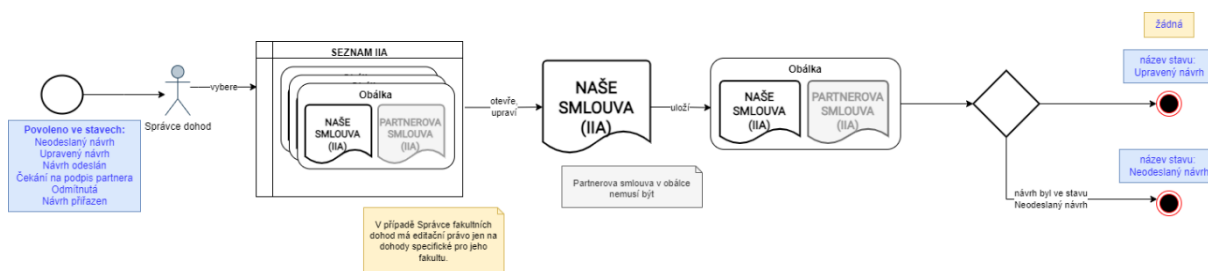 Povoleno ve stavech:
Neodeslaný návrh
Upravený návrh
Návrh odeslán
Čekání na podpis partnera
Odmítnutá
Návrh přiřazen
Správce dohod
vybere
SEZNAM IIA
Obálka
NAŠE
SMLOUVA
(IIA)
PARTNEROVA
SMLOUVA
(IIA)
V případě Správce fakultních
dohod má editační právo jen na
dohody specifické pro jeho
fakultu.
otevře,
upraví
NAŠE
SMLOUVA
(IIA)
Partnerova smlouva v obálce
nemusí být
uloží
Obálka
NAŠE
SMLOUVA
(IIA)
PARTNEROVA
SMLOUVA
(IIA)
žádná
název stavu:
Upravený návrh
název stavu:
Neodeslaný návrh
návrh byl ve stavu
Neodeslaný návrh